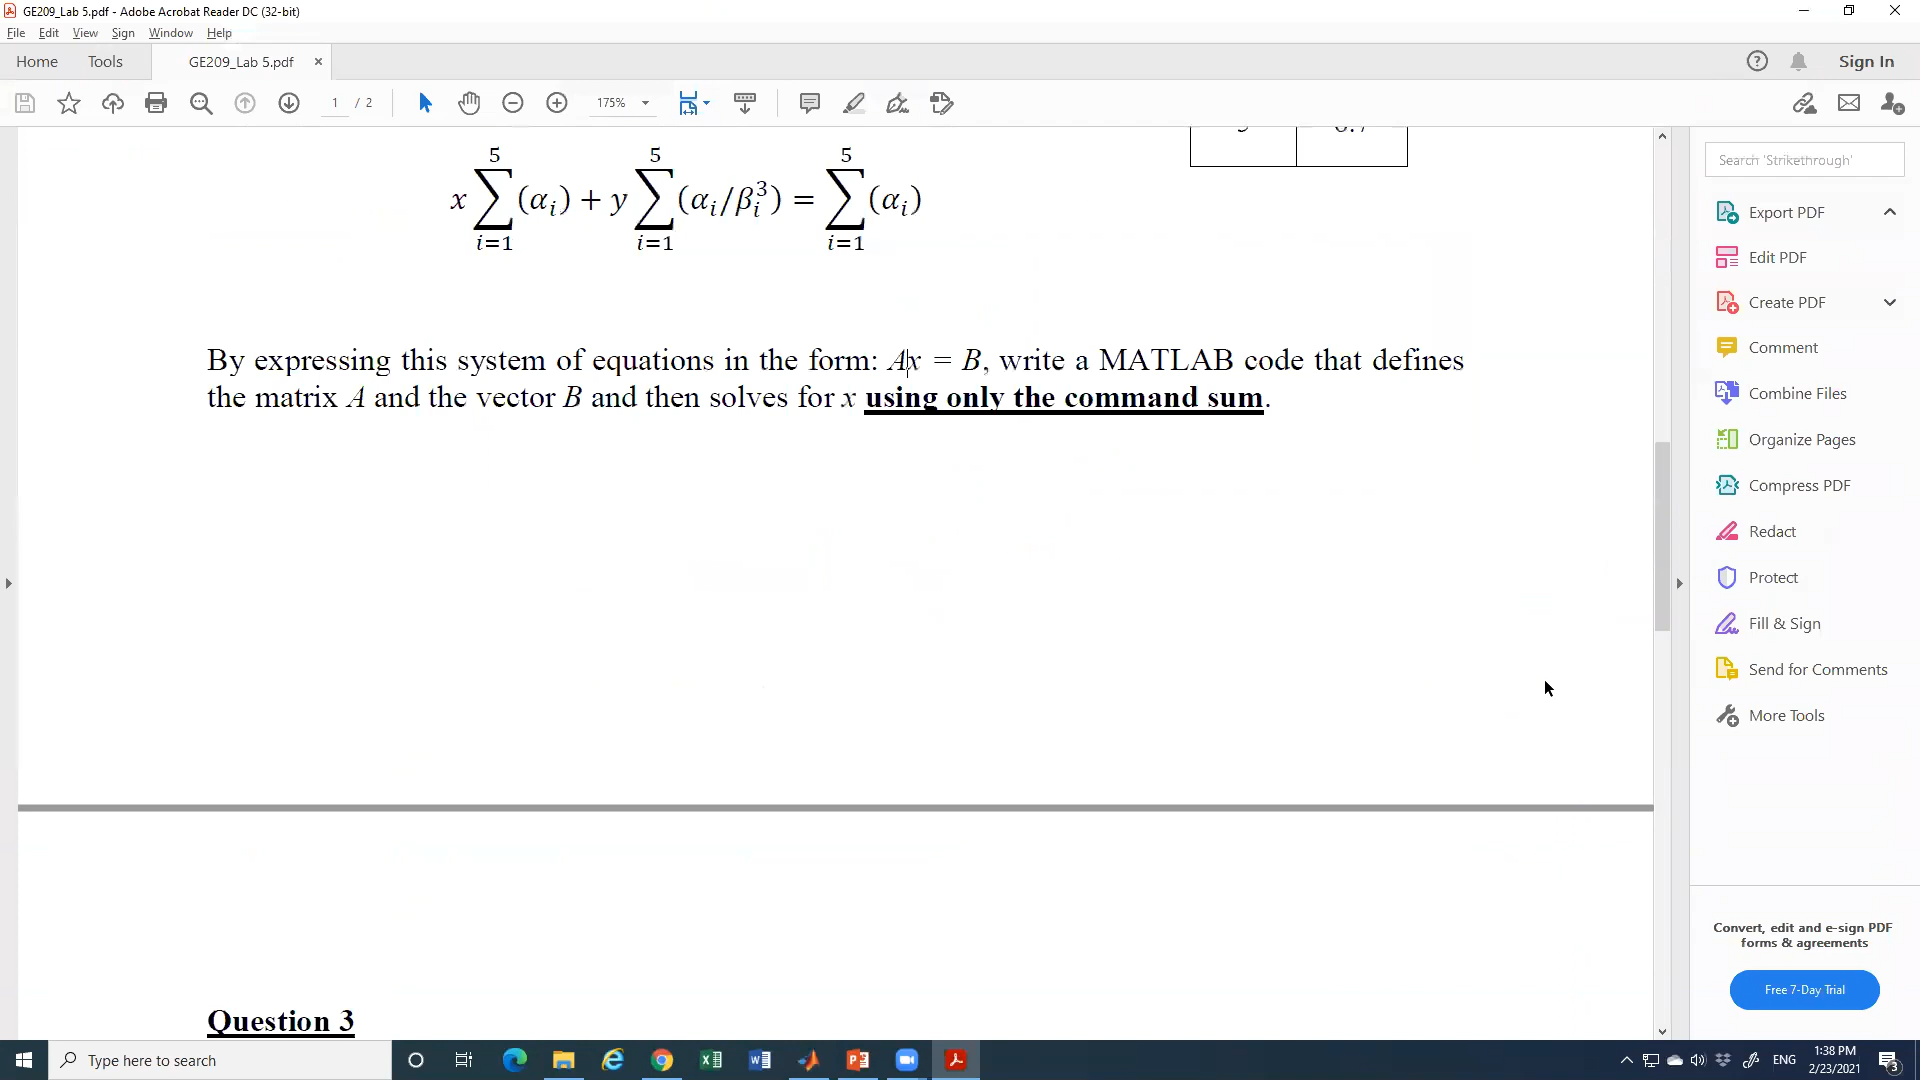 GE209_Lab 5.pdf - Adobe Acrobat Reader DC (32-bit)
File Edit View Sign Window Help
Home Tools GE209_Lab 5.pdf × Sign In
1 / 2 175%
x ∑_{i=1}^{5} (α_i) + y ∑_{i=1}^{5} (α_i/β_i^3) = ∑_{i=1}^{5} (α_i)
By expressing this system of equations in the form: Ax = B, write a MATLAB code that defines
the matrix A and the vector B and then solves for x using only the command sum.
Question 3
Search 'Strikethrough'
Export PDF
Edit PDF
Create PDF
Comment
Combine Files
Organize Pages
Compress PDF
Redact
Protect
Fill & Sign
Send for Comments
More Tools
Convert, edit and e-sign PDF
forms & agreements
Free 7-Day Trial
Type here to search
ENG
1:38 PM
2/23/2021
3